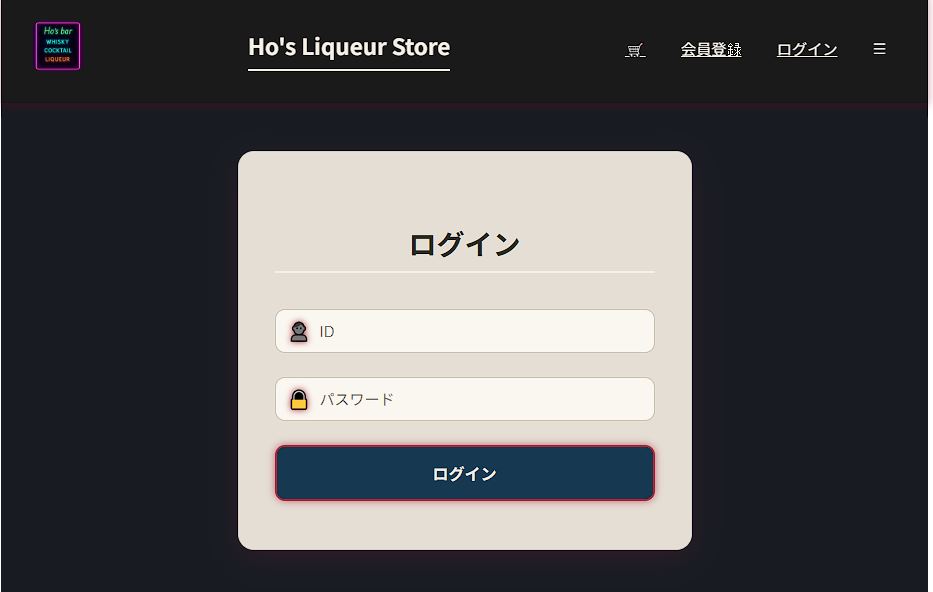 Ho's bar
WHISKY
COCKTAIL
LIQUEUR
Ho's Liqueur Store
会員登録
ログイン
ログイン
ID
パスワード
ログイン